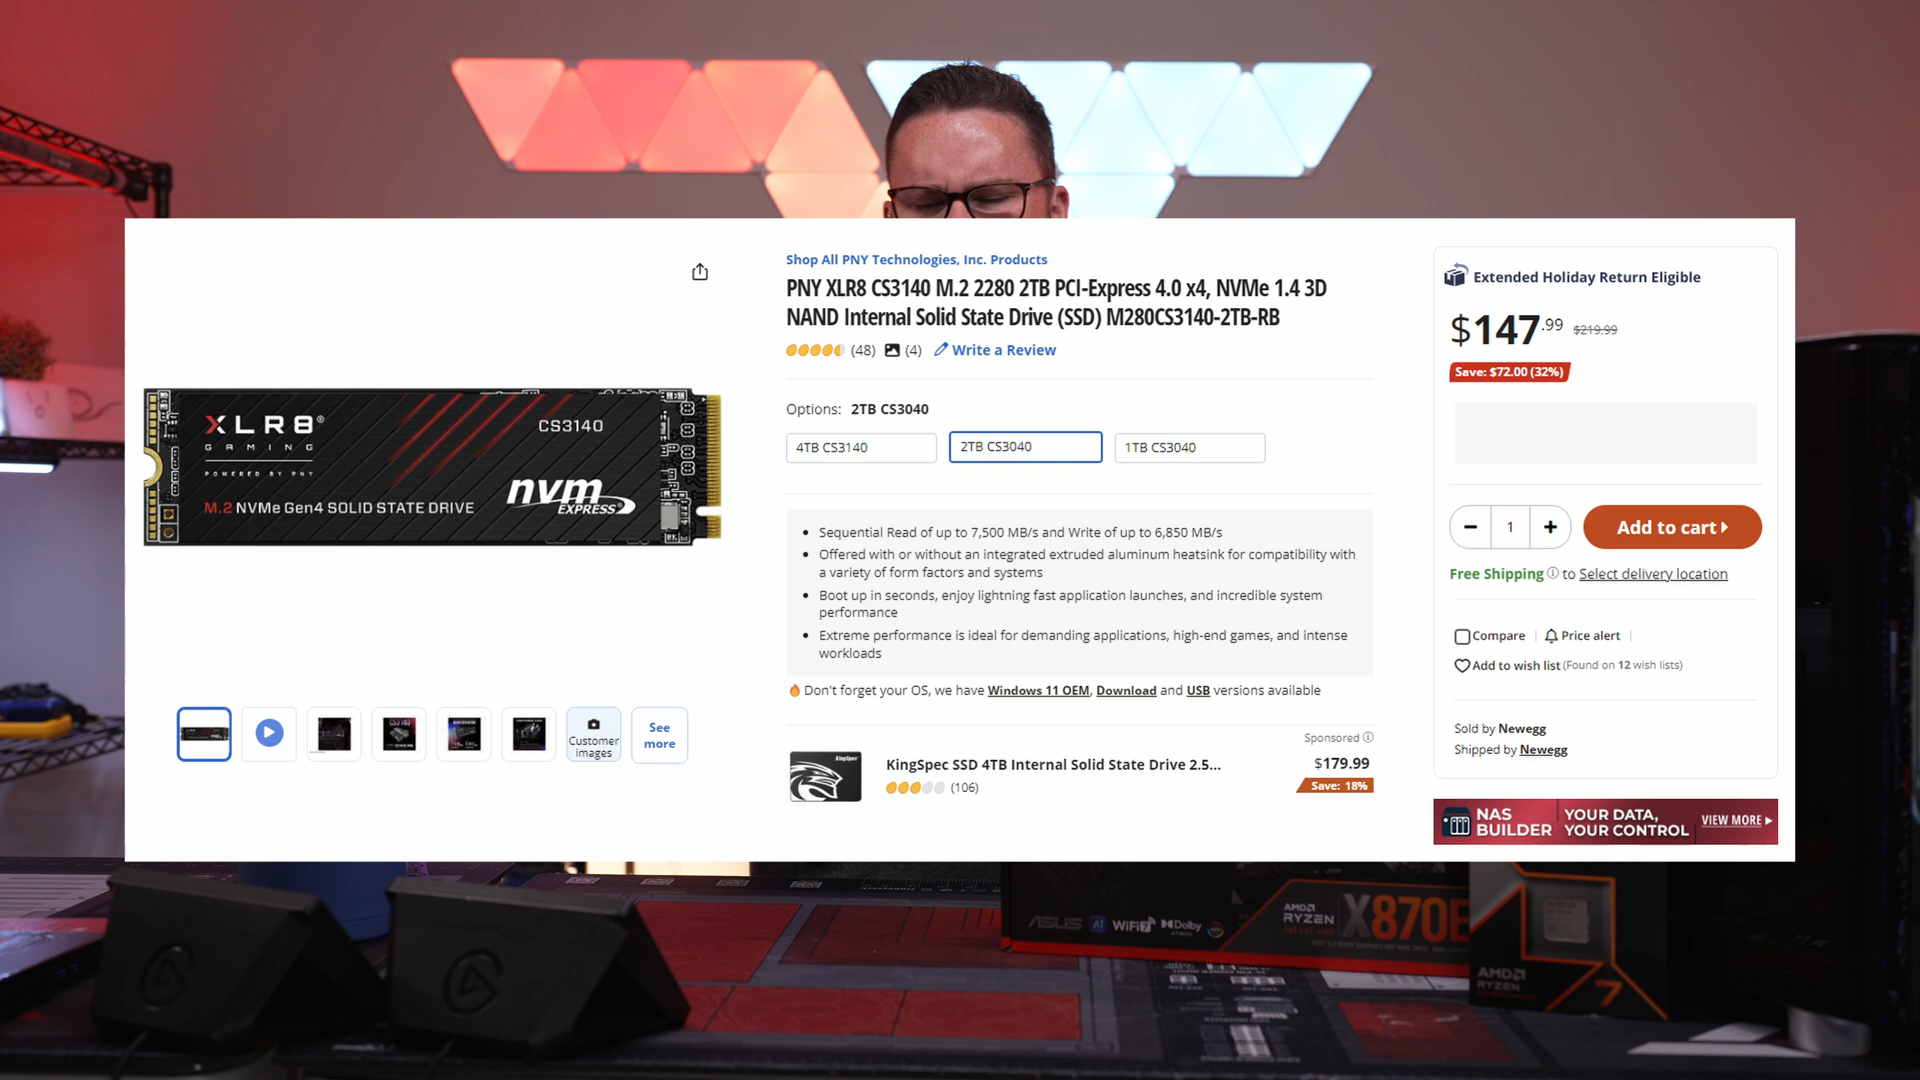 Shop All PNY Technologies, Inc. Products
PNY XLR8 CS3140 M.2 2280 2TB PCI-Express 4.0 x4, NVMe 1.4 3D
NAND Internal Solid State Drive (SSD) M280CS3140-2TB-RB
(48) (4) Write a Review
Options: 2TB CS3040
4TB CS3140
2TB CS3040
1TB CS3040
Sequential Read of up to 7,500 MB/s and Write of up to 6,850 MB/s
Offered with or without an integrated extruded aluminum heatsink for compatibility with
a variety of form factors and systems
Boot up in seconds, enjoy lightning fast application launches, and incredible system
performance
Extreme performance is ideal for demanding applications, high-end games, and intense
workloads
Don't forget your OS, we have Windows 11 OEM, Download and USB versions available
Sponsored
KingSpec SSD 4TB Internal Solid State Drive 2.5...
(106)
$179.99
Save: 18%
XLR8®
GAMING
POWERED BY PNY
CS3140
M.2 NVMe Gen4 SOLID STATE DRIVE
nvm
EXPRESS
Customer
images
See
more
Extended Holiday Return Eligible
$147.99 $219.99
Save: $72.00 (32%)
1
Add to cart
Free Shipping to Select delivery location
Compare
Price alert
Add to wish list (Found on 12 wish lists)
Sold by Newegg
Shipped by Newegg
NAS
BUILDER
YOUR DATA,
YOUR CONTROL
VIEW MORE
ASUS AI WiFi 7 Dolby
ATMOS
AMD
RYZEN
X870E
AMD
RYZEN
7